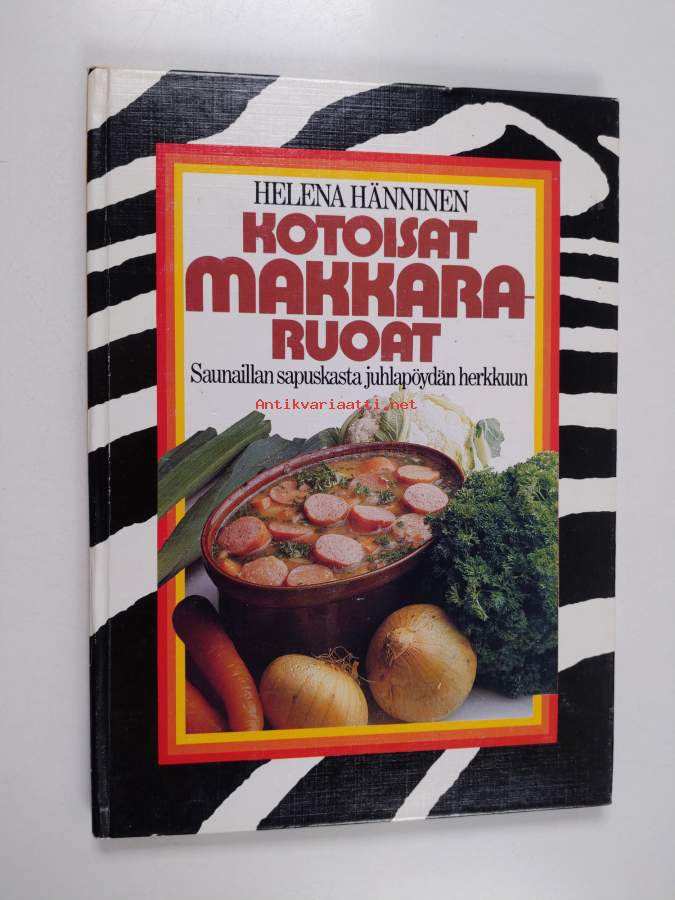 HELENA HÄNNINEN
KOTOISAT
MAKKARA-
RUOAT
Saunaillan sapuskasta juhlapöydän herkkuun
Antikvariaatti.net